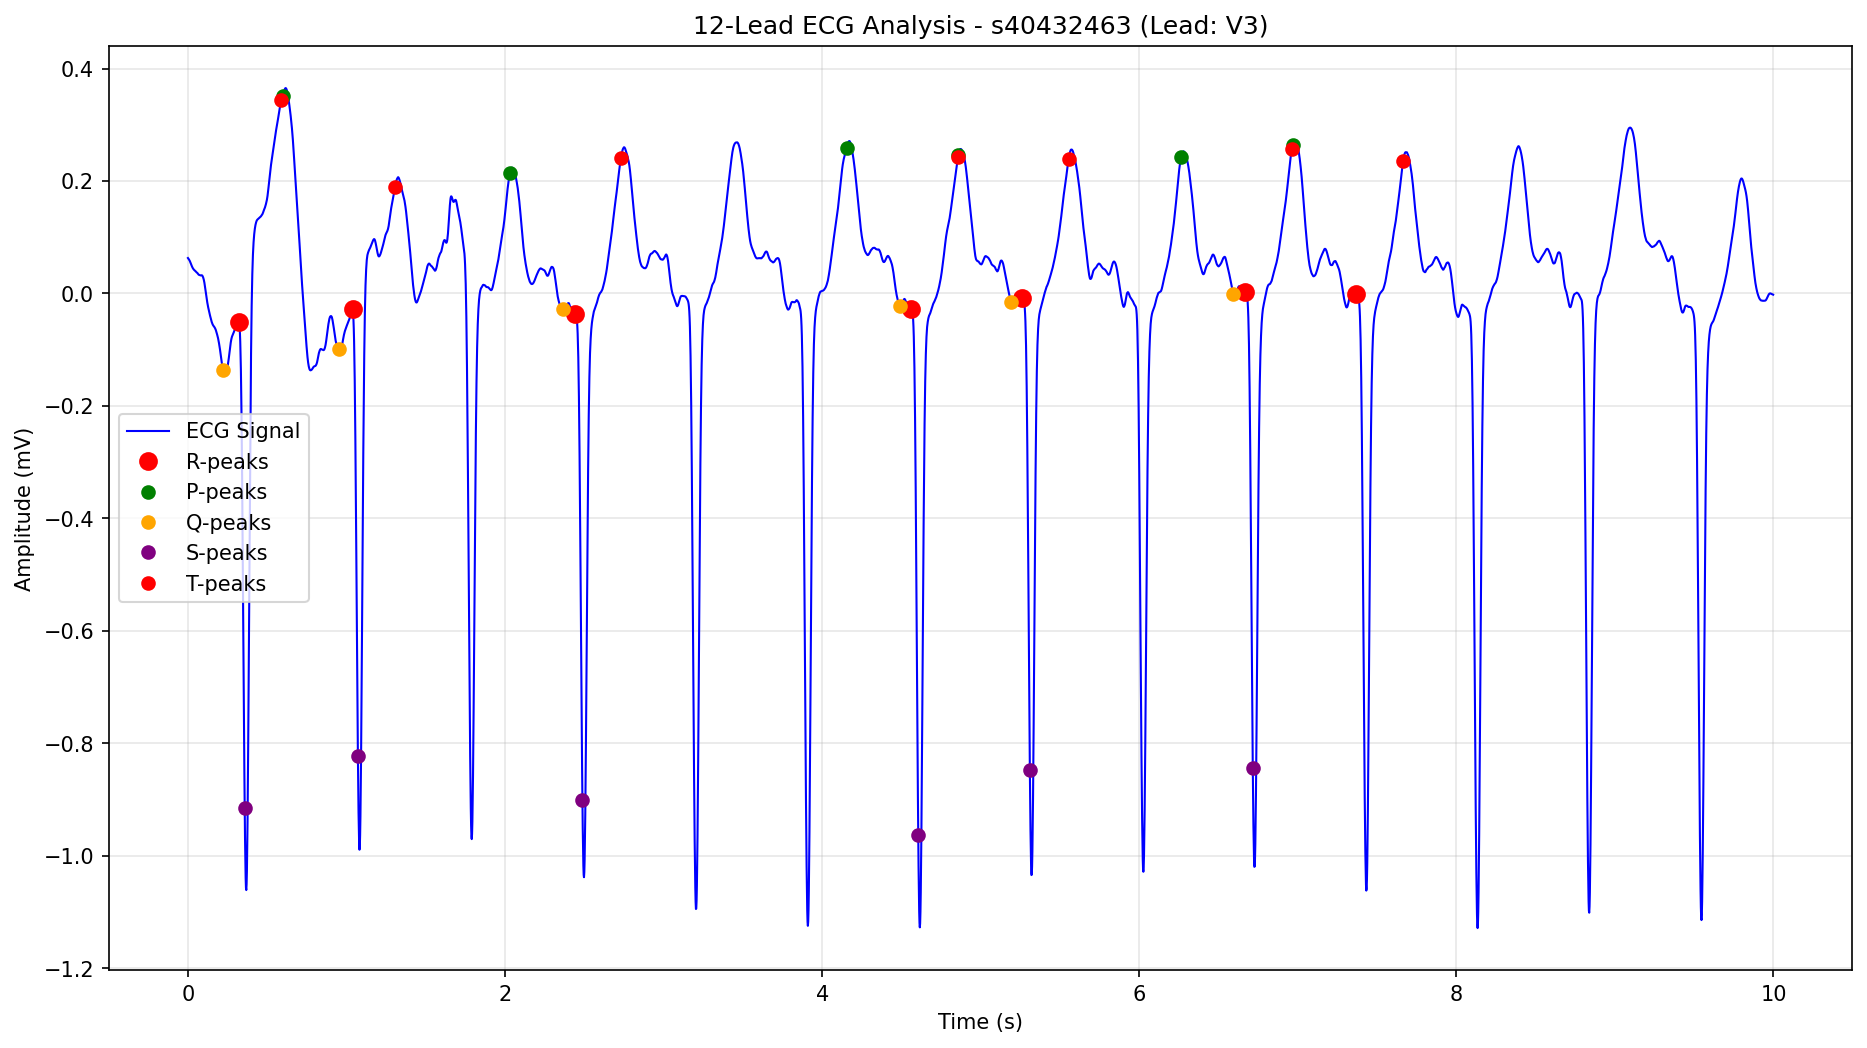 12-Lead ECG Analysis - s40432463 (Lead: V3)
Amplitude (mV)
0.4
0.2
0.0
−0.2
−0.4
−0.6
−0.8
−1.0
−1.2
ECG Signal
R-peaks
P-peaks
Q-peaks
S-peaks
T-peaks
0 2 4 6 8 10
Time (s)